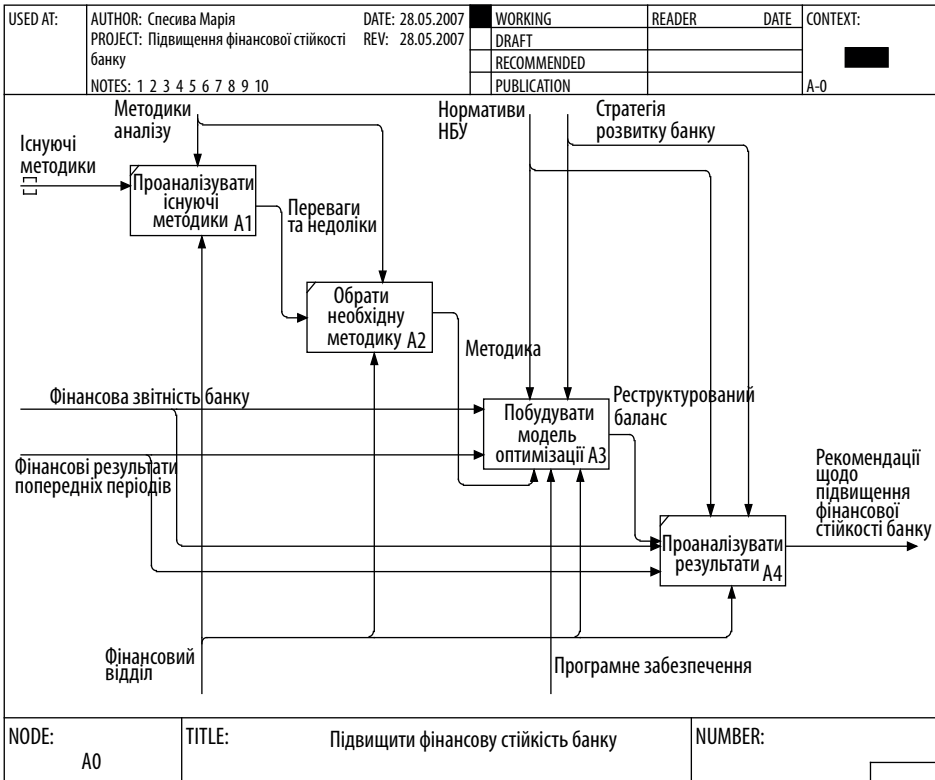 USED AT:
AUTHOR: Спесива Марія
DATE: 28.05.2007
PROJECT: Підвищення фінансової стійкості
банку
REV: 28.05.2007
NOTES: 1 2 3 4 5 6 7 8 9 10
WORKING
DRAFT
RECOMMENDED
PUBLICATION
READER
DATE
CONTEXT:
A-0
Методики
аналізу
Нормативи
НБУ
Стратегія
розвитку банку
Існуючі
методики
Проаналізувати
існуючі
методики A1
Переваги
та недоліки
Обрати
необхідну
методику A2
Методика
Фінансова звітність банку
Побудувати
модель
оптимізації A3
Реструктурований
баланс
Фінансові результати
попередніх періодів
Рекомендації
щодо
підвищення
фінансової
стійкості банку
Проаналізувати
результати A4
Фінансовий
відділ
Програмне забезпечення
NODE:
A0
TITLE:
Підвищити фінансову стійкість банку
NUMBER: